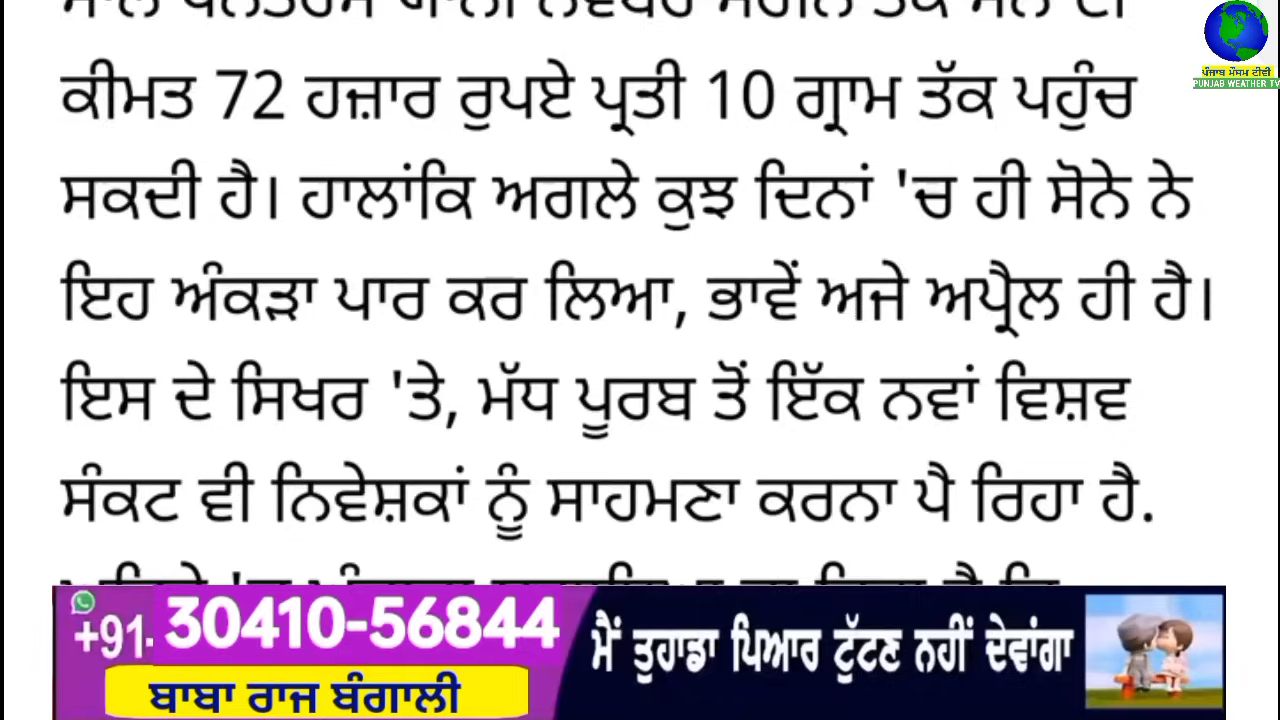 ਕੀਮਤ 72 ਹਜ਼ਾਰ ਰੁਪਏ ਪ੍ਰਤੀ 10 ਗ੍ਰਾਮ ਤੱਕ ਪਹੁੰਚ
ਸਕਦੀ ਹੈ। ਹਾਲਾਂਕਿ ਅਗਲੇ ਕੁਝ ਦਿਨਾਂ 'ਚ ਹੀ ਸੋਨੇ ਨੇ
ਇਹ ਅੰਕੜਾ ਪਾਰ ਕਰ ਲਿਆ, ਭਾਵੇਂ ਅਜੇ ਅਪ੍ਰੈਲ ਹੀ ਹੈ।
ਇਸ ਦੇ ਸਿਖਰ 'ਤੇ, ਮੱਧ ਪੂਰਬ ਤੋਂ ਇੱਕ ਨਵਾਂ ਵਿਸ਼ਵ
ਸੰਕਟ ਵੀ ਨਿਵੇਸ਼ਕਾਂ ਨੂੰ ਸਾਹਮਣਾ ਕਰਨਾ ਪੈ ਰਿਹਾ ਹੈ.
ਪੰਜਾਬ ਮੌਸਮ ਟੀਵੀ
PUNJAB WEATHER TV
+91- 30410-56844
ਬਾਬਾ ਰਾਜ ਬੰਗਾਲੀ
ਮੈਂ ਤੁਹਾਡਾ ਪਿਆਰ ਟੁੱਟਣ ਨਹੀਂ ਦੇਵਾਂਗਾ